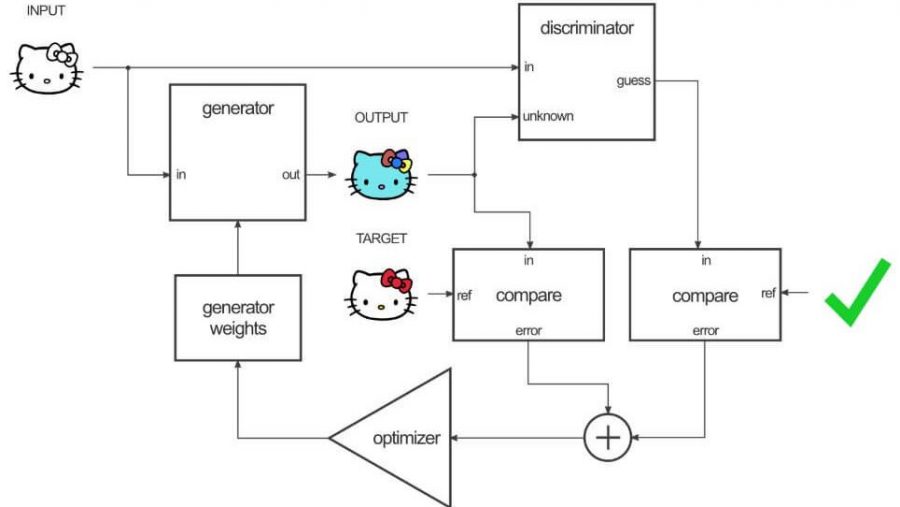 INPUT
discriminator
in
guess
generator
OUTPUT
unknown
in
out
TARGET
in
in
ref
compare
compare
ref
generator
weights
error
error
optimizer
+